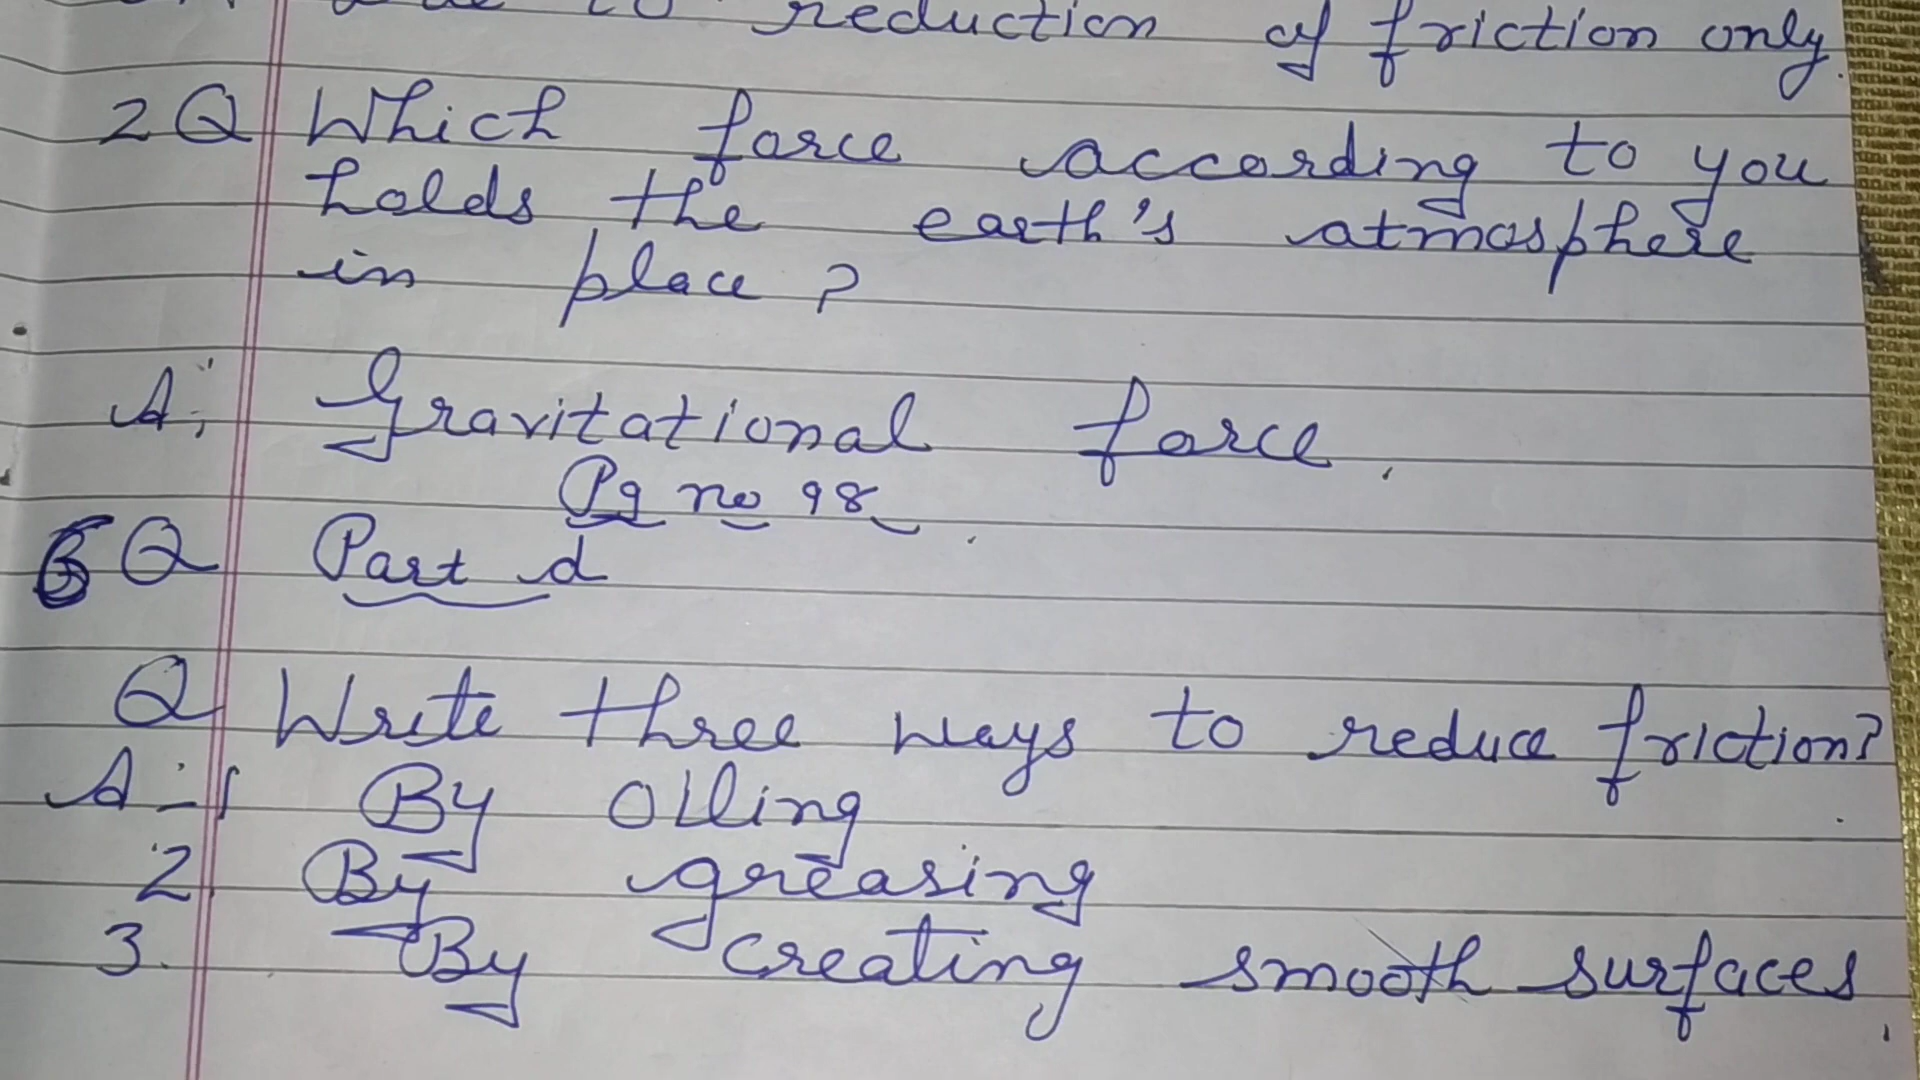 reduction of friction only.
2 Q Which force according to you
holds the earth's atmosphere
in place?
A: Gravitational force.
Pg no 98
Q Part d
Q Write three ways to reduce friction?
A - 1 By Oiling
2. By greasing
3. By creating smooth surfaces.